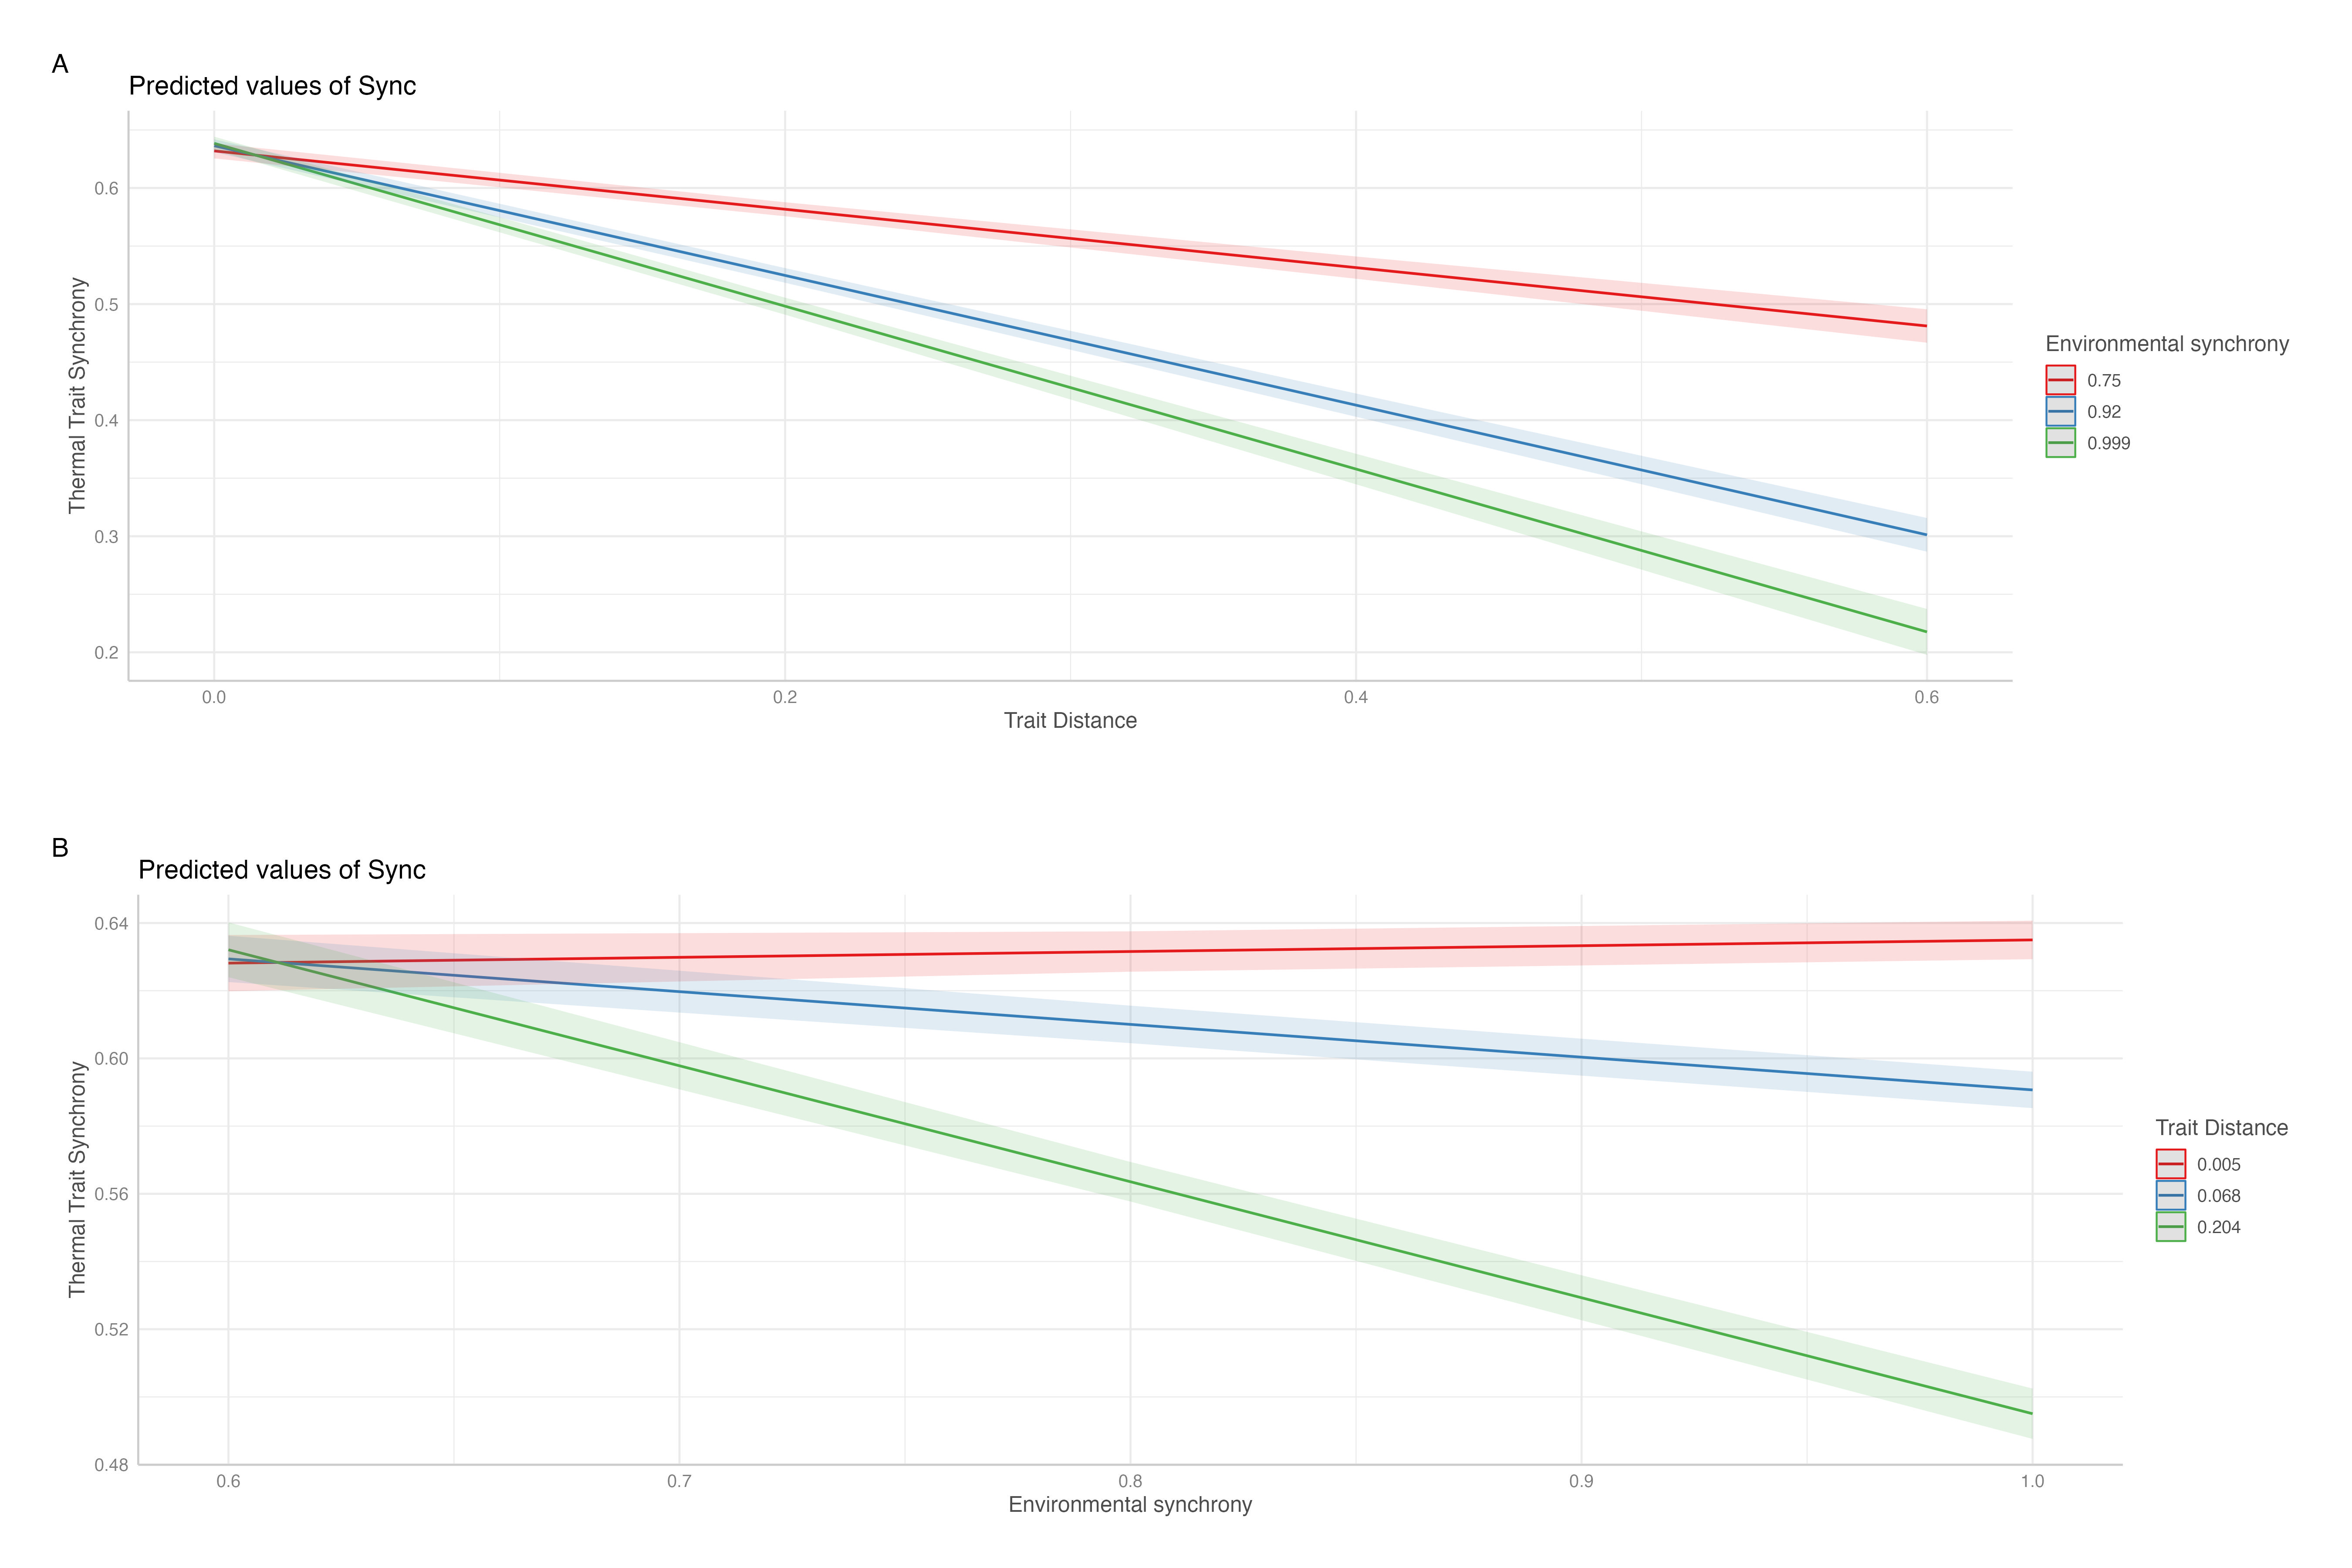 A
Predicted values of Sync
Thermal Trait Synchrony
0.6
0.5
0.4
0.3
0.2
0.0
0.2
0.4
0.6
Trait Distance
Environmental synchrony
0.75
0.92
0.999
B
Predicted values of Sync
Thermal Trait Synchrony
0.64
0.60
0.56
0.52
0.48
0.6
0.7
0.8
0.9
1.0
Environmental synchrony
Trait Distance
0.005
0.068
0.204